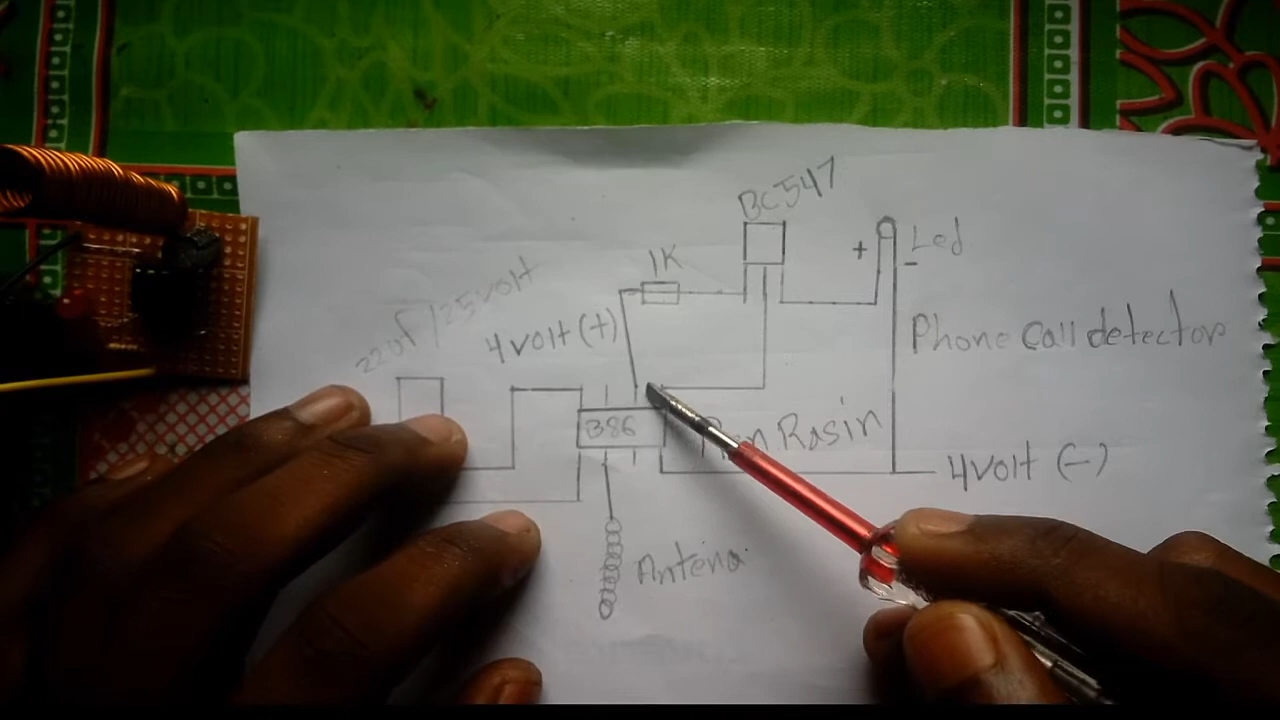 BC547
+
Led
-
1K
22uf/25volt
4volt (+)
Phone Call detector
386
Rasin
4volt (-)
Antena